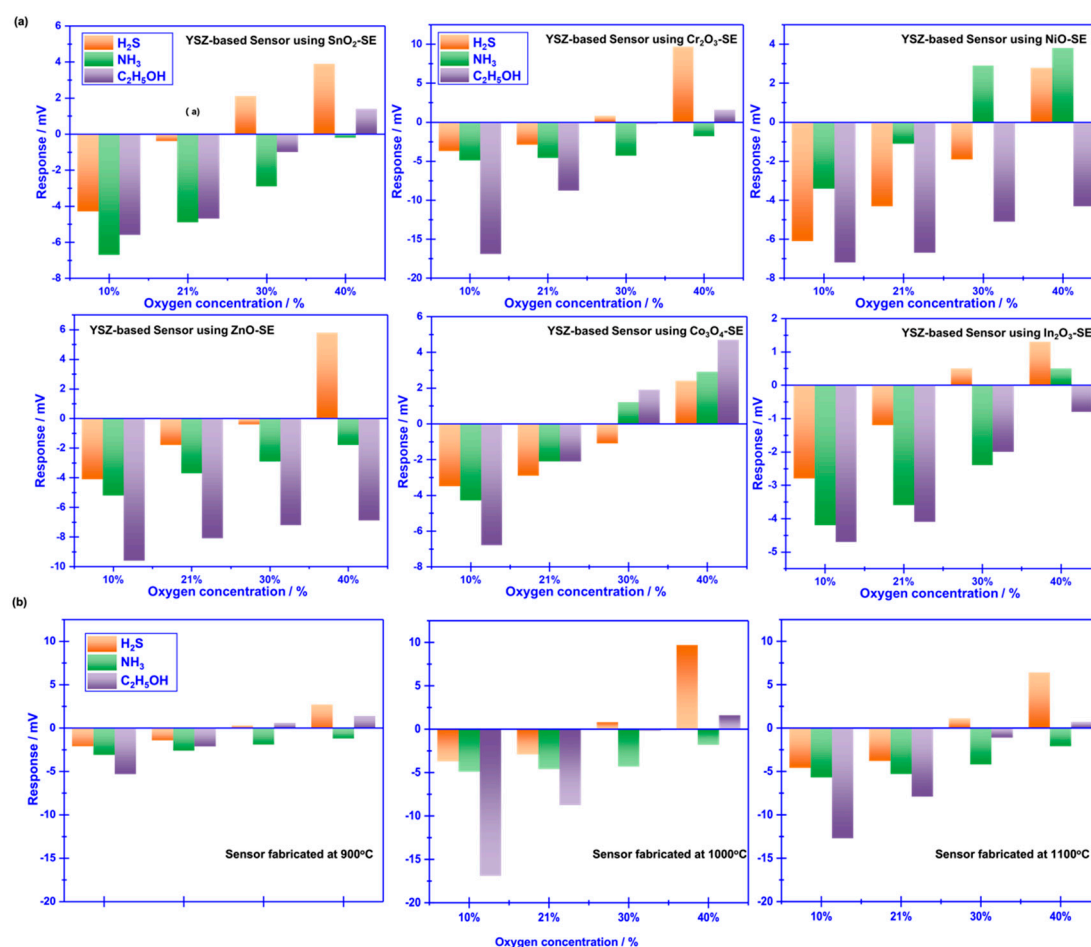 (a)
YSZ-based Sensor using SnO₂-SE
H₂S
NH₃
C₂H₅OH
( a)
6
4
2
0
-2
-4
-6
-8
Response / mV
10% 21% 30% 40%
Oxygen concentration / %
YSZ-based Sensor using Cr₂O₃-SE
H₂S
NH₃
C₂H₅OH
10
5
0
-5
-10
-15
-20
Response / mV
10% 21% 30% 40%
Oxygen concentration / %
YSZ-based Sensor using NiO-SE
H₂S
NH₃
C₂H₅OH
4
2
0
-2
-4
-6
-8
Response / mV
10% 21% 30% 40%
Oxygen concentration / %
YSZ-based Sensor using ZnO-SE
6
4
2
0
-2
-4
-6
-8
-10
Response / mV
10% 21% 30% 40%
Oxygen concentration / %
YSZ-based Sensor using Co₃O₄-SE
6
4
2
0
-2
-4
-6
-8
Response / mV
10% 21% 30% 40%
Oxygen concentration / %
YSZ-based Sensor using In₂O₃-SE
1
0
-1
-2
-3
-4
-5
Response / mV
10% 21% 30% 40%
Oxygen concentration / %
(b)
H₂S
NH₃
C₂H₅OH
10
5
0
-5
-10
-15
-20
Response / mV
Sensor fabricated at 900°C
10
5
0
-5
-10
-15
-20
Sensor fabricated at 1000°C
10% 21% 30% 40%
Oxygen concentration / %
10
5
0
-5
-10
-15
-20
Sensor fabricated at 1100°C
10% 21% 30% 40%
Oxygen concentration / %